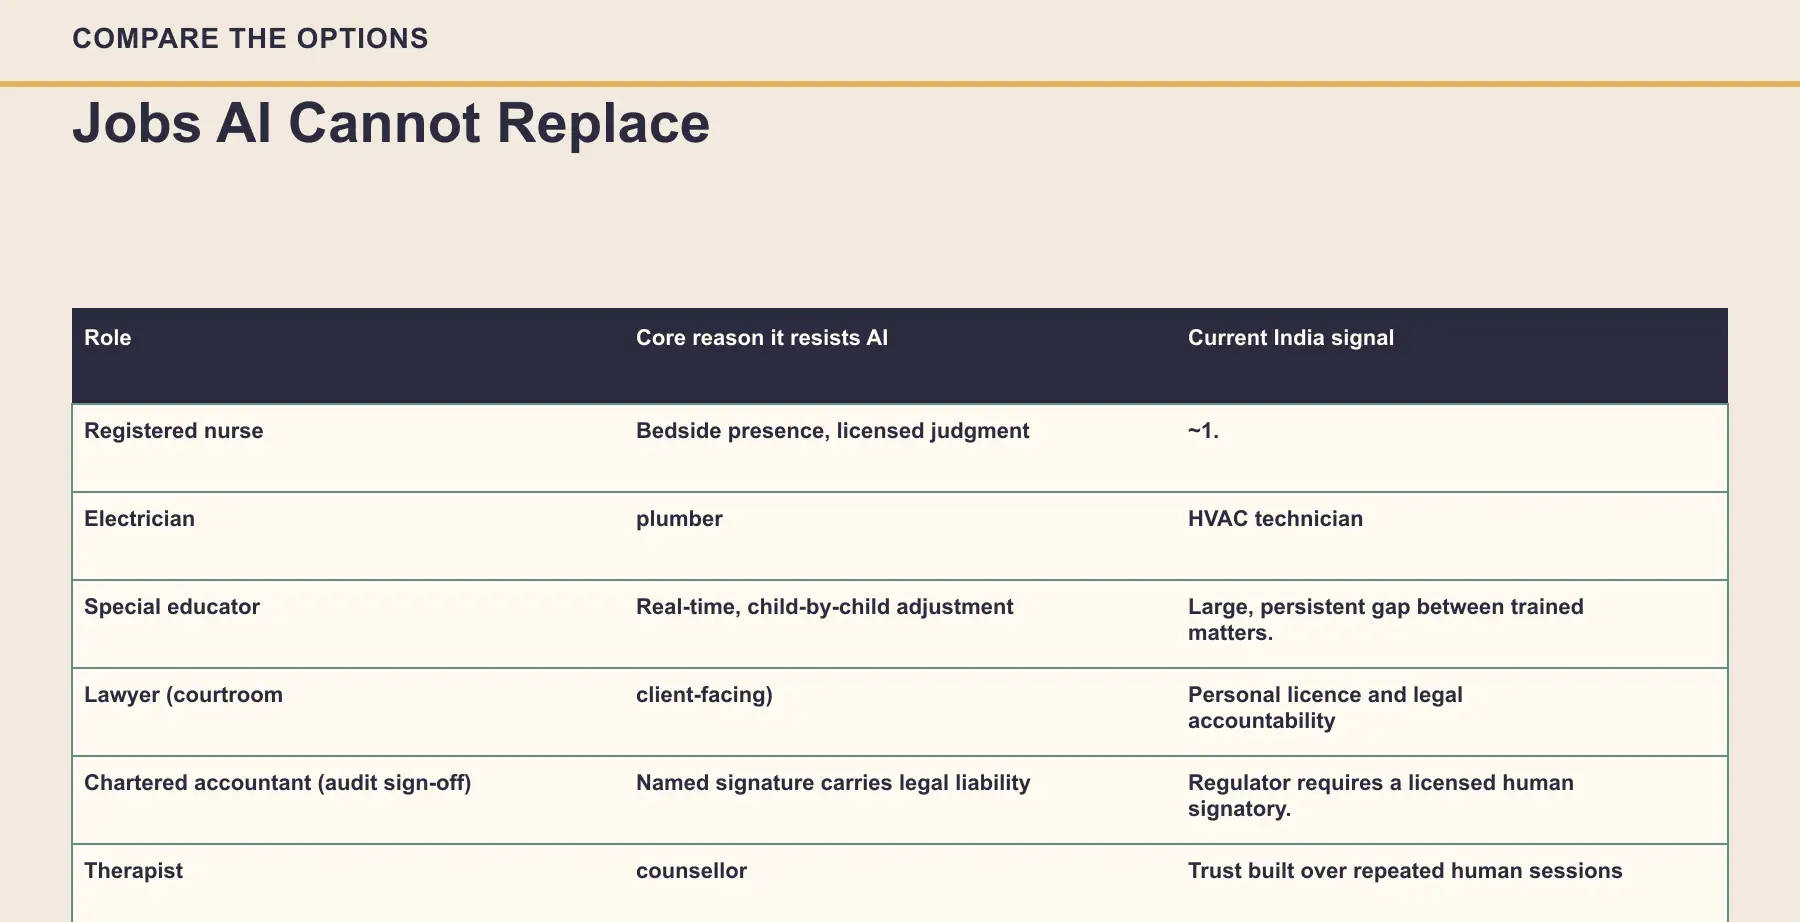 COMPARE THE OPTIONS
Jobs AI Cannot Replace
Role
Core reason it resists AI
Current India signal
Registered nurse
Bedside presence, licensed judgment
~1.
Electrician
plumber
HVAC technician
Special educator
Real-time, child-by-child adjustment
Large, persistent gap between trained
matters.
Lawyer (courtroom
client-facing)
Personal licence and legal
accountability
Chartered accountant (audit sign-off)
Named signature carries legal liability
Regulator requires a licensed human
signatory.
Therapist
counsellor
Trust built over repeated human sessions